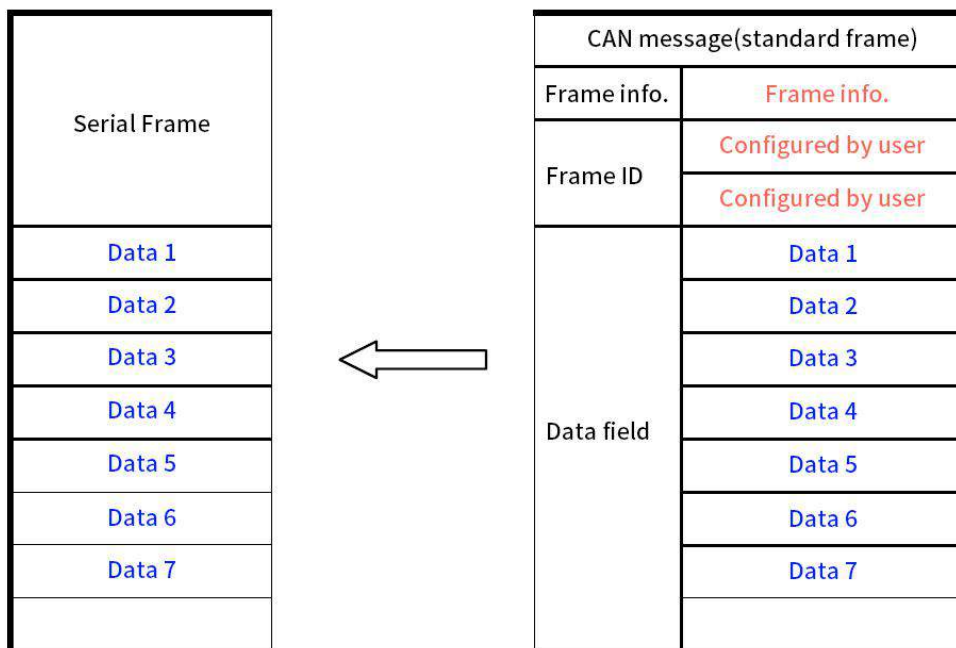 Serial Frame
Data 1
Data 2
Data 3
Data 4
Data 5
Data 6
Data 7
CAN message(standard frame)
Frame info.
Frame info.
Frame ID
Configured by user
Configured by user
Data field
Data 1
Data 2
Data 3
Data 4
Data 5
Data 6
Data 7